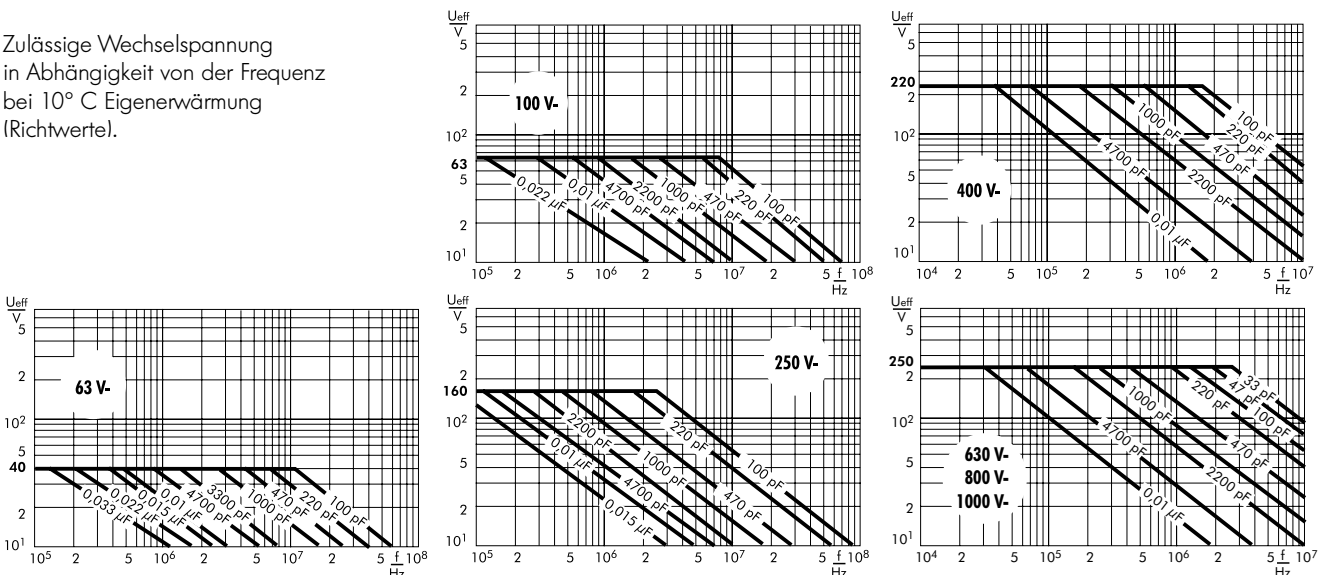 Zulässige Wechselspannung
in Abhängigkeit von der Frequenz
bei 10° C Eigenerwärmung
(Richtwerte).
Ueff
V
5
2
10²
63
5
2
10¹
100 V-
0,022 µF
0,01 µF
4700 pF
2200 pF
1000 pF
470 pF
220 pF
100 pF
10⁵ 2 5 10⁶ 2 5 10⁷ 2 5 f 10⁸
Hz
Ueff
V
5
220
2
10²
5
2
10¹
400 V-
0,01 µF
4700 pF
2200 pF
1000 pF
470 pF
220 pF
100 pF
10⁴ 2 5 10⁵ 2 5 10⁶ 2 5 f 10⁷
Hz
Ueff
V
5
2
10²
5
40
2
10¹
63 V-
0,033 µF
0,022 µF
0,015 µF
0,01 µF
4700 pF
3300 pF
1000 pF
470 pF
220 pF
100 pF
10⁵ 2 5 10⁶ 2 5 10⁷ 2 5 f 10⁸
Hz
Ueff
V
5
2
160
10²
5
2
10¹
250 V-
0,015 µF
4700 pF
0,01 µF
2200 pF
1000 pF
470 pF
220 pF
100 pF
10⁵ 2 5 10⁶ 2 5 10⁷ 2 5 f 10⁸
Hz
Ueff
V
5
250
2
10²
5
2
10¹
630 V-
800 V-
1000 V-
0,01 µF
4700 pF
2200 pF
1000 pF
470 pF
220 pF
100 pF
47 pF
33 pF
10⁴ 2 5 10⁵ 2 5 10⁶ 2 5 f 10⁷
Hz